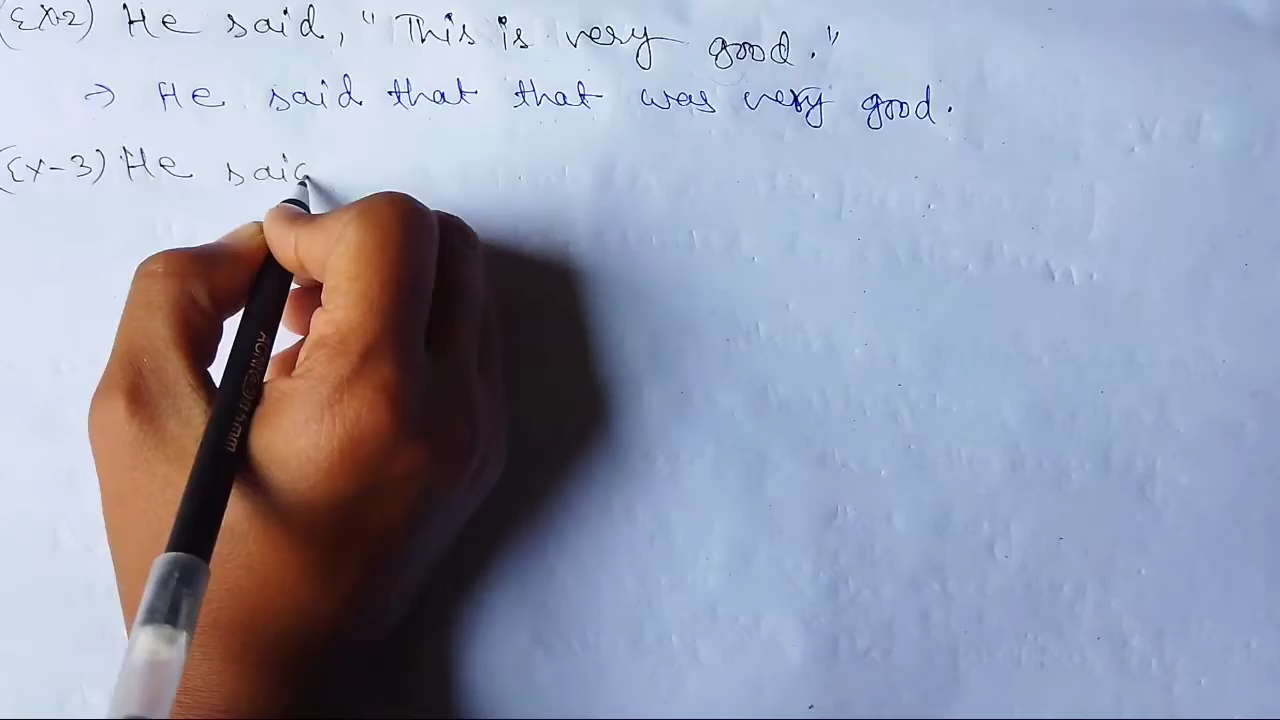 (Ex-2) He said, "This is very good."
→ He said that that was very good.
(Ex-3) He said